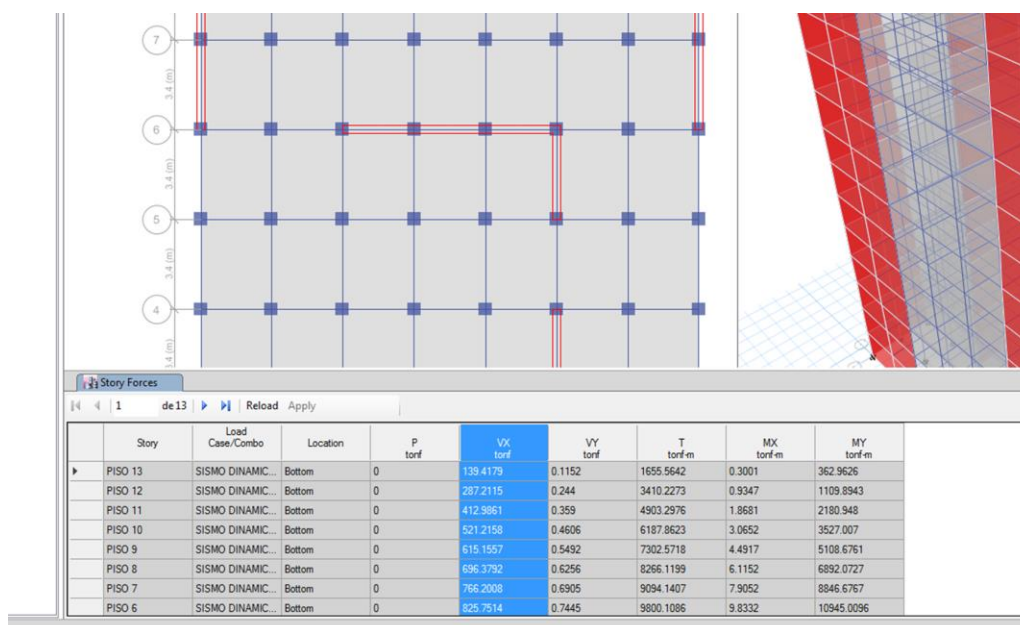 7
3.4 (m)
6
3.4 (m)
5
3.4 (m)
4
3.4 (m)
Story Forces
1 de 13 Reload Apply
Story Load Case/Combo Location P tonf VX tonf VY tonf T tonf-m MX tonf-m MY tonf-m
PISO 13 SISMO DINAMIC... Bottom 0 139.4179 0.1152 1655.5642 0.3001 362.9626
PISO 12 SISMO DINAMIC... Bottom 0 287.2115 0.244 3410.2273 0.9347 1109.8943
PISO 11 SISMO DINAMIC... Bottom 0 412.9861 0.359 4903.2976 1.8681 2180.948
PISO 10 SISMO DINAMIC... Bottom 0 521.2158 0.4606 6187.8623 3.0652 3527.007
PISO 9 SISMO DINAMIC... Bottom 0 615.1557 0.5492 7302.5718 4.4917 5108.6761
PISO 8 SISMO DINAMIC... Bottom 0 696.3792 0.6256 8266.1199 6.1152 6892.0727
PISO 7 SISMO DINAMIC... Bottom 0 766.2008 0.6905 9094.1407 7.9052 8846.6767
PISO 6 SISMO DINAMIC... Bottom 0 825.7514 0.7445 9800.1086 9.8332 10945.0096